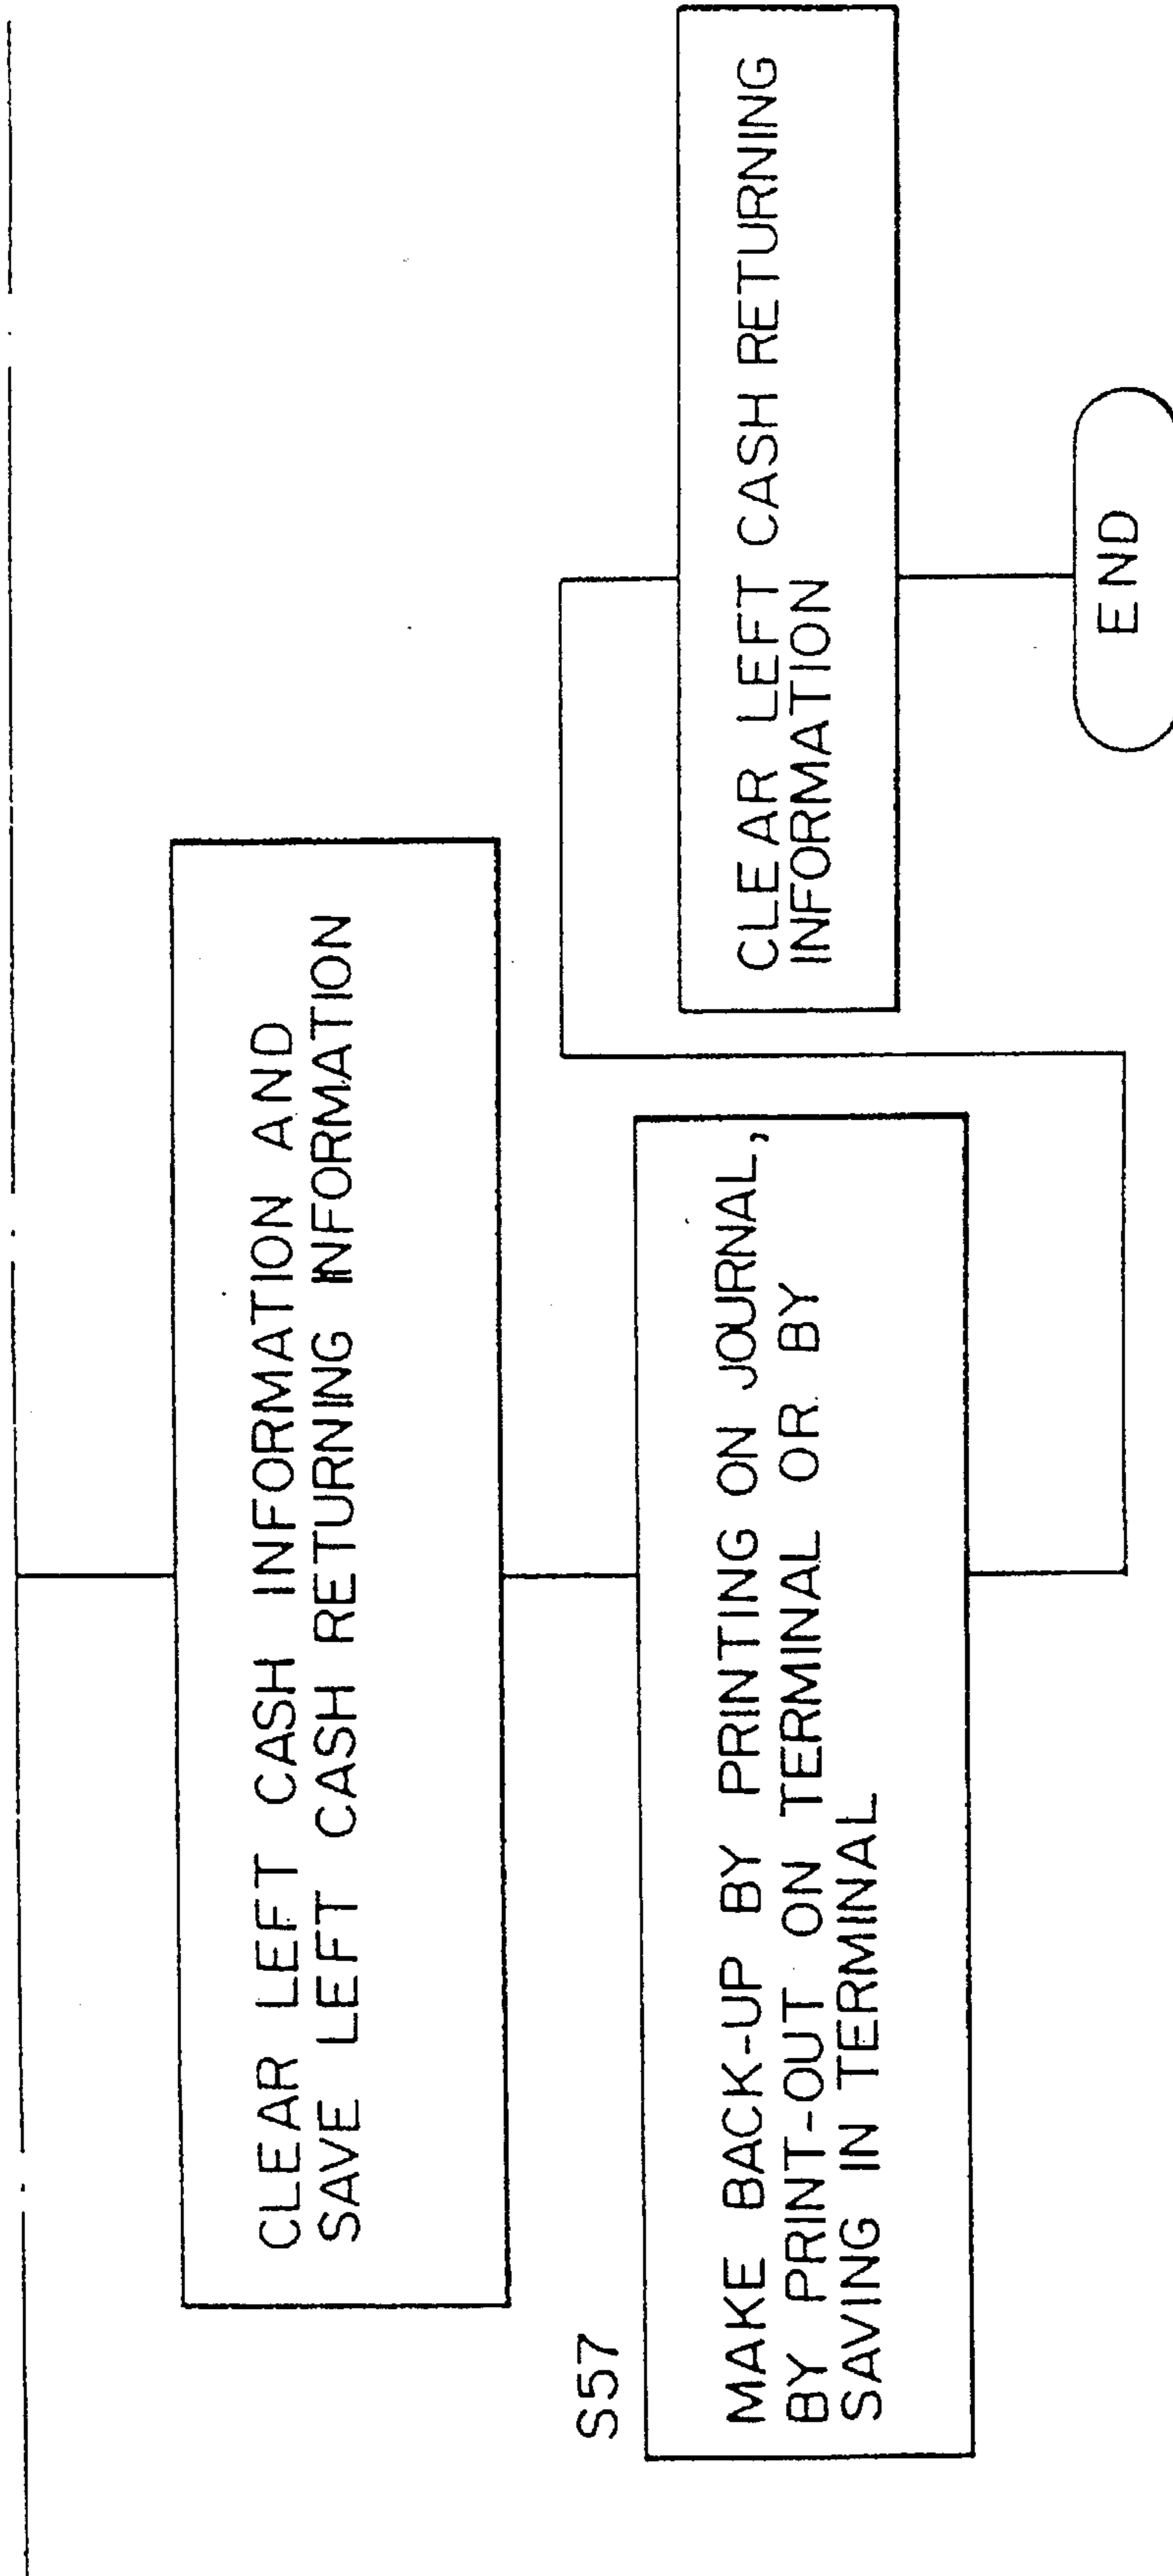 CLEAR LEFT CASH INFORMATION AND
SAVE LEFT CASH RETURNING INFORMATION
S57
MAKE BACK-UP BY PRINTING ON JOURNAL,
BY PRINT-OUT ON TERMINAL OR BY
SAVING IN TERMINAL
CLEAR LEFT CASH RETURNING
INFORMATION
END